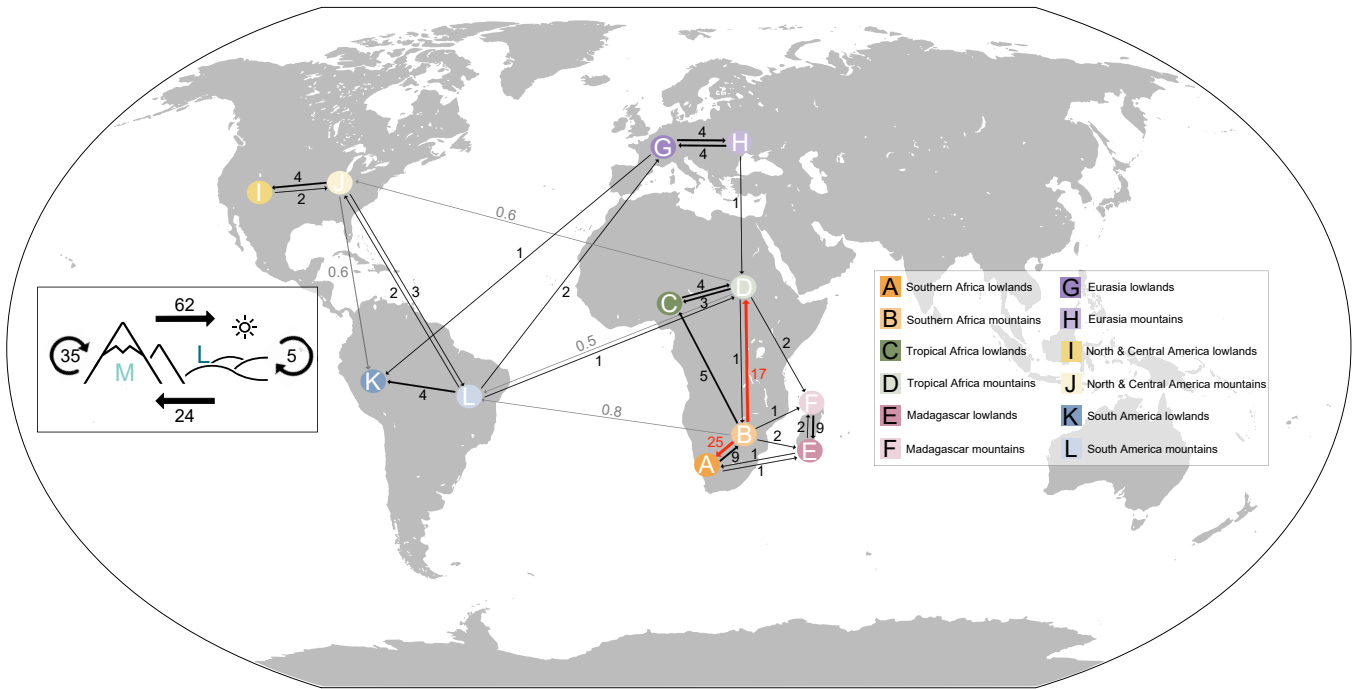 G
4
H
4
I
4
J
2
0.6
1
1
0.6
2
3
2
C
4
D
3
0.5
1
2
1
17
5
K
4
L
0.8
1
F
2
2
9
B
25
9
A
1
1
E
62
35
M
L
5
24
A Southern Africa lowlands
B Southern Africa mountains
C Tropical Africa lowlands
D Tropical Africa mountains
E Madagascar lowlands
F Madagascar mountains
G Eurasia lowlands
H Eurasia mountains
I North & Central America lowlands
J North & Central America mountains
K South America lowlands
L South America mountains